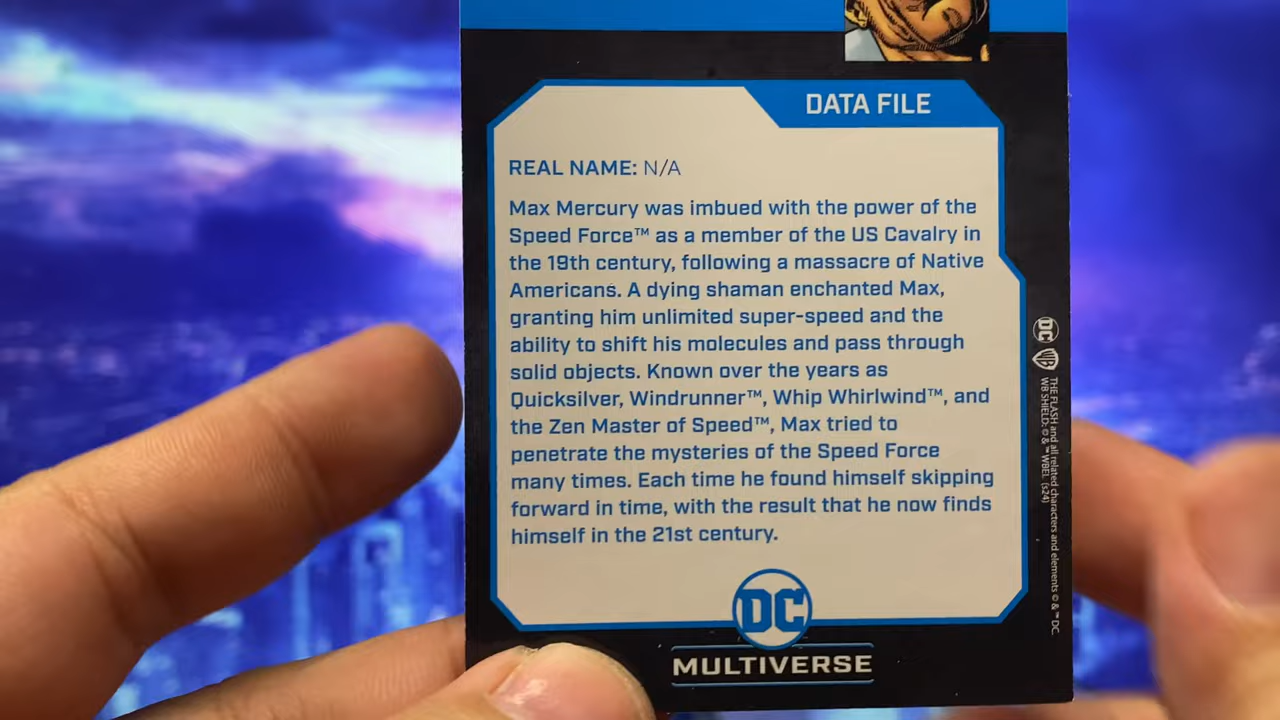 DATA FILE
REAL NAME: N/A
Max Mercury was imbued with the power of the
Speed Force™ as a member of the US Cavalry in
the 19th century, following a massacre of Native
Americans. A dying shaman enchanted Max,
granting him unlimited super-speed and the
ability to shift his molecules and pass through
solid objects. Known over the years as
Quicksilver, Windrunner™, Whip Whirlwind™, and
the Zen Master of Speed™, Max tried to
penetrate the mysteries of the Speed Force
many times. Each time he found himself skipping
forward in time, with the result that he now finds
himself in the 21st century.
DC
MULTIVERSE
DC
WB
THE FLASH and all related characters and elements © & ™ DC.
WB SHIELD: © & ™ WBEI. (s24)